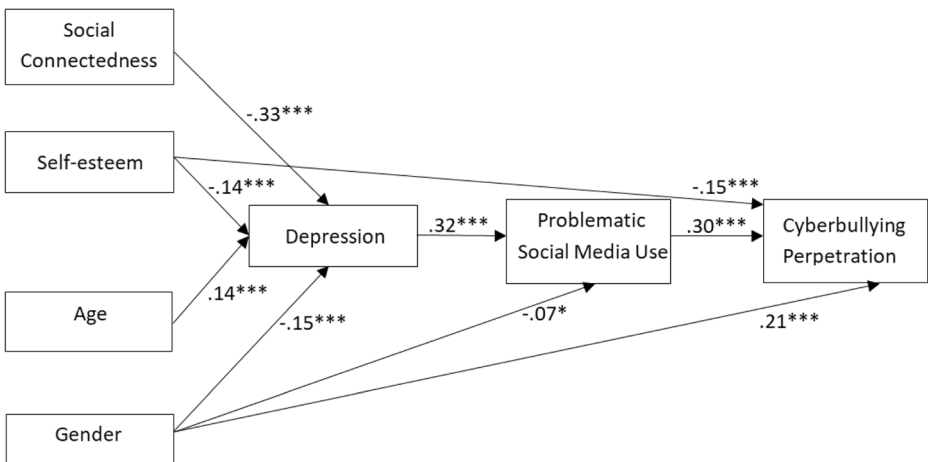 Social
Connectedness
-.33***
Self-esteem
-.14***
-.15***
Depression
.32***
Problematic
Social Media Use
.30***
Cyberbullying
Perpetration
Age
.14***
-.15***
-.07*
.21***
Gender